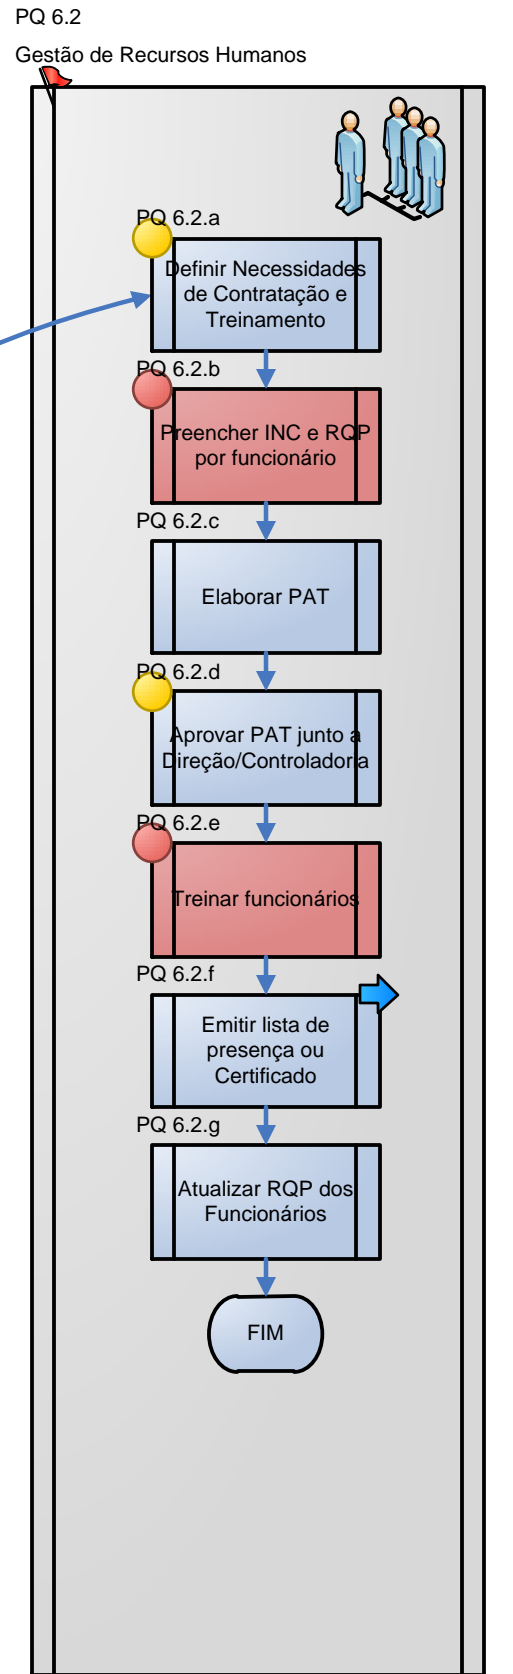 PQ 6.2
Gestão de Recursos Humanos
PQ 6.2.a
Definir Necessidades
de Contratação e
Treinamento
PQ 6.2.b
Preencher INC e RQP
por funcionário
PQ 6.2.c
Elaborar PAT
PQ 6.2.d
Aprovar PAT junto a
Direção/Controladoria
PQ 6.2.e
Treinar funcionários
PQ 6.2.f
Emitir lista de
presença ou
Certificado
PQ 6.2.g
Atualizar RQP dos
Funcionários
FIM